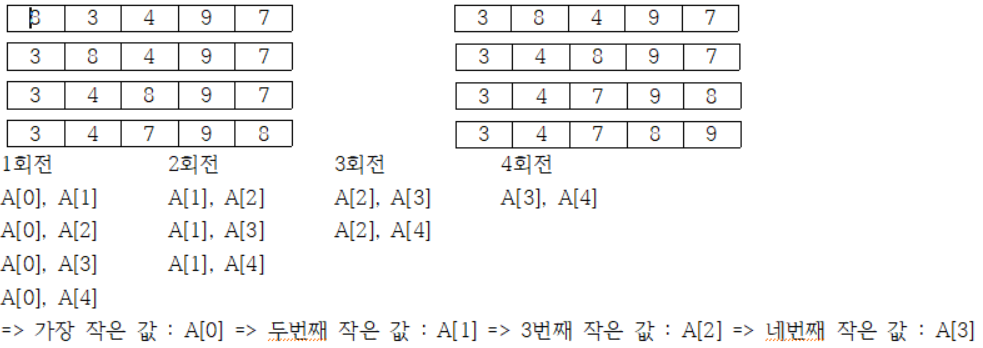 8 3 4 9 7 3 8 4 9 7
3 8 4 9 7 3 4 8 9 7
3 4 8 9 7 3 4 7 9 8
3 4 7 9 8 3 4 7 8 9
1회전 2회전 3회전 4회전
A[0], A[1] A[1], A[2] A[2], A[3] A[3], A[4]
A[0], A[2] A[1], A[3] A[2], A[4]
A[0], A[3] A[1], A[4]
A[0], A[4]
=> 가장 작은 값 : A[0] => 두번째 작은 값 : A[1] => 3번째 작은 값 : A[2] => 네번째 작은 값 : A[3]